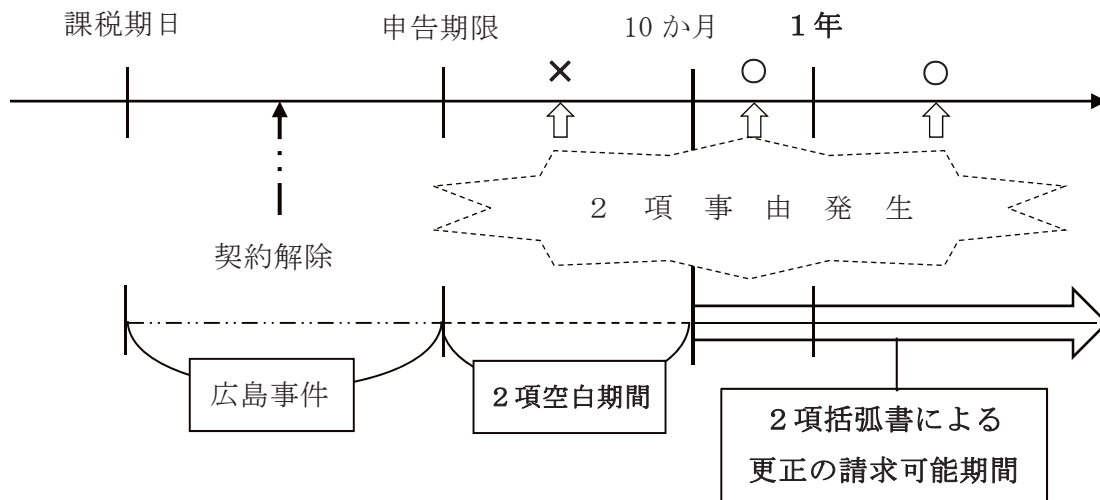 課税期日 申告期限 10か月 1年
× ○ ○
2項事由発生
契約解除
広島事件
2項空白期間
2項括弧書による
更正の請求可能期間